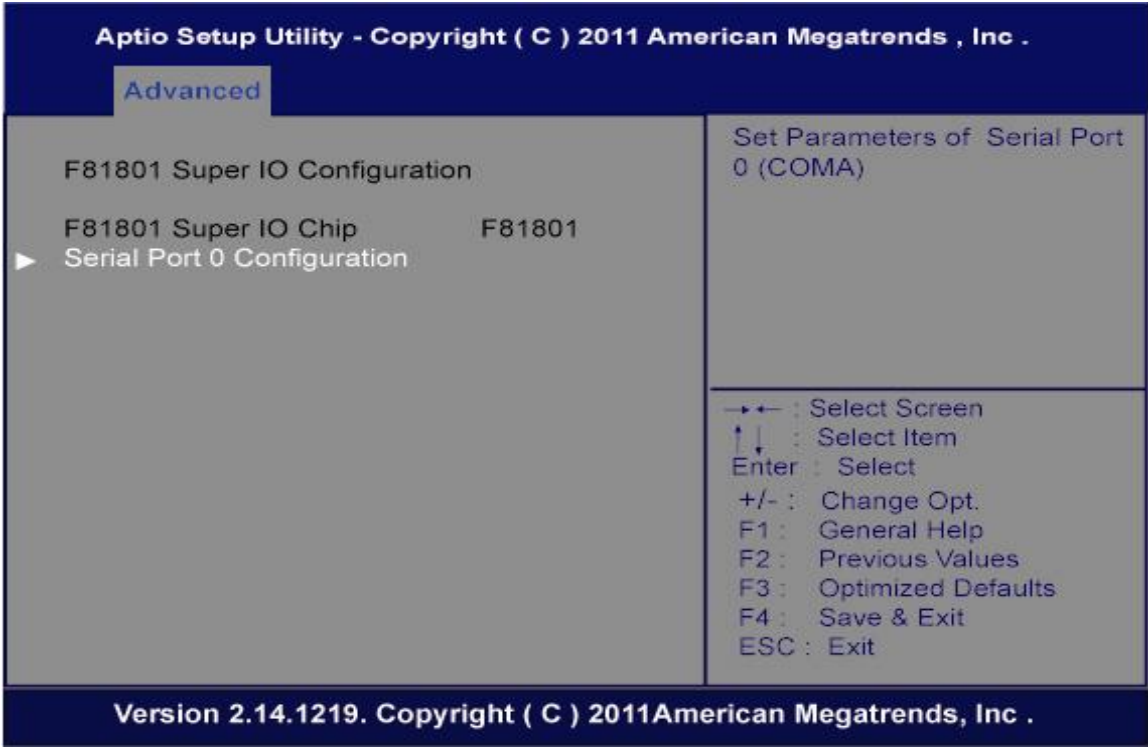 Aptio Setup Utility - Copyright ( C ) 2011 American Megatrends , Inc .
Advanced
F81801 Super IO Configuration
F81801 Super IO Chip F81801
► Serial Port 0 Configuration
Set Parameters of Serial Port
0 (COMA)
→← : Select Screen
↑↓ : Select Item
Enter : Select
+/- : Change Opt.
F1 : General Help
F2 : Previous Values
F3 : Optimized Defaults
F4 : Save & Exit
ESC : Exit
Version 2.14.1219. Copyright ( C ) 2011American Megatrends, Inc .